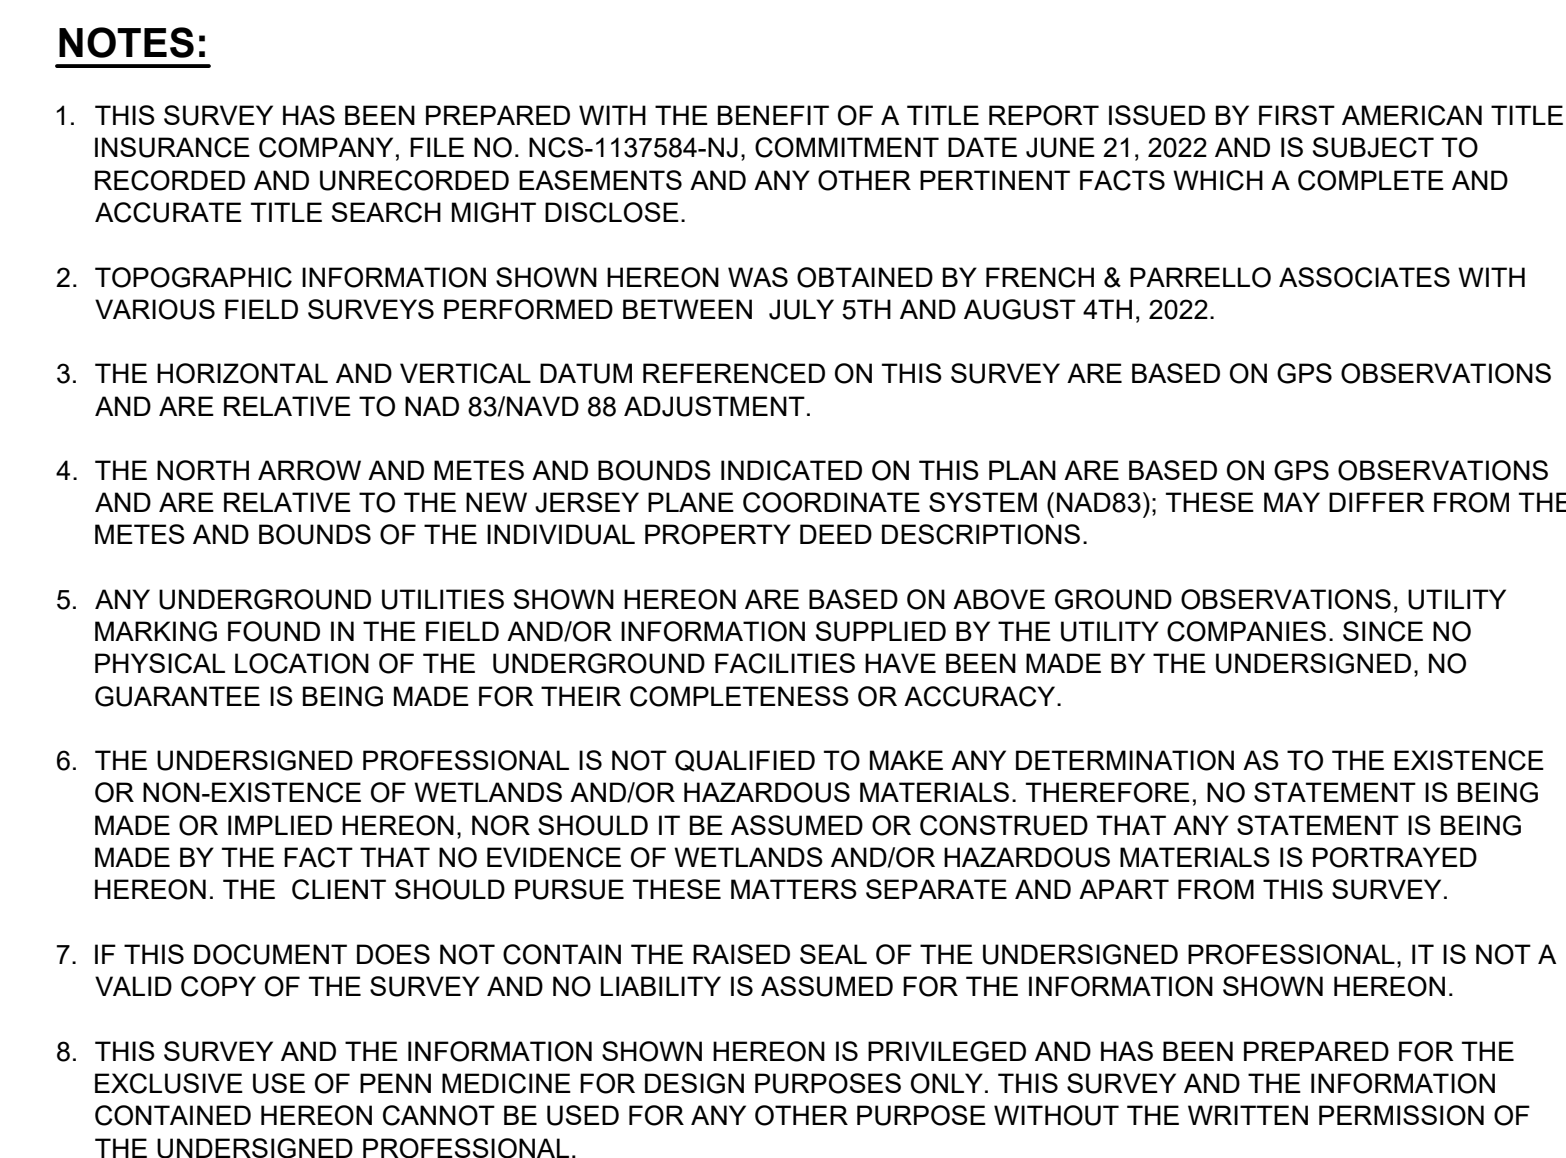 NOTES:
1. THIS SURVEY HAS BEEN PREPARED WITH THE BENEFIT OF A TITLE REPORT ISSUED BY FIRST AMERICAN TITLE
INSURANCE COMPANY, FILE NO. NCS-1137584-NJ, COMMITMENT DATE JUNE 21, 2022 AND IS SUBJECT TO
RECORDED AND UNRECORDED EASEMENTS AND ANY OTHER PERTINENT FACTS WHICH A COMPLETE AND
ACCURATE TITLE SEARCH MIGHT DISCLOSE.
2. TOPOGRAPHIC INFORMATION SHOWN HEREON WAS OBTAINED BY FRENCH & PARRELLO ASSOCIATES WITH
VARIOUS FIELD SURVEYS PERFORMED BETWEEN JULY 5TH AND AUGUST 4TH, 2022.
3. THE HORIZONTAL AND VERTICAL DATUM REFERENCED ON THIS SURVEY ARE BASED ON GPS OBSERVATIONS
AND ARE RELATIVE TO NAD 83/NAVD 88 ADJUSTMENT.
4. THE NORTH ARROW AND METES AND BOUNDS INDICATED ON THIS PLAN ARE BASED ON GPS OBSERVATIONS
AND ARE RELATIVE TO THE NEW JERSEY PLANE COORDINATE SYSTEM (NAD83); THESE MAY DIFFER FROM THE
METES AND BOUNDS OF THE INDIVIDUAL PROPERTY DEED DESCRIPTIONS.
5. ANY UNDERGROUND UTILITIES SHOWN HEREON ARE BASED ON ABOVE GROUND OBSERVATIONS, UTILITY
MARKING FOUND IN THE FIELD AND/OR INFORMATION SUPPLIED BY THE UTILITY COMPANIES. SINCE NO
PHYSICAL LOCATION OF THE UNDERGROUND FACILITIES HAVE BEEN MADE BY THE UNDERSIGNED, NO
GUARANTEE IS BEING MADE FOR THEIR COMPLETENESS OR ACCURACY.
6. THE UNDERSIGNED PROFESSIONAL IS NOT QUALIFIED TO MAKE ANY DETERMINATION AS TO THE EXISTENCE
OR NON-EXISTENCE OF WETLANDS AND/OR HAZARDOUS MATERIALS. THEREFORE, NO STATEMENT IS BEING
MADE OR IMPLIED HEREON, NOR SHOULD IT BE ASSUMED OR CONSTRUED THAT ANY STATEMENT IS BEING
MADE BY THE FACT THAT NO EVIDENCE OF WETLANDS AND/OR HAZARDOUS MATERIALS IS PORTRAYED
HEREON. THE CLIENT SHOULD PURSUE THESE MATTERS SEPARATE AND APART FROM THIS SURVEY.
7. IF THIS DOCUMENT DOES NOT CONTAIN THE RAISED SEAL OF THE UNDERSIGNED PROFESSIONAL, IT IS NOT A
VALID COPY OF THE SURVEY AND NO LIABILITY IS ASSUMED FOR THE INFORMATION SHOWN HEREON.
8. THIS SURVEY AND THE INFORMATION SHOWN HEREON IS PRIVILEGED AND HAS BEEN PREPARED FOR THE
EXCLUSIVE USE OF PENN MEDICINE FOR DESIGN PURPOSES ONLY. THIS SURVEY AND THE INFORMATION
CONTAINED HEREON CANNOT BE USED FOR ANY OTHER PURPOSE WITHOUT THE WRITTEN PERMISSION OF
THE UNDERSIGNED PROFESSIONAL.